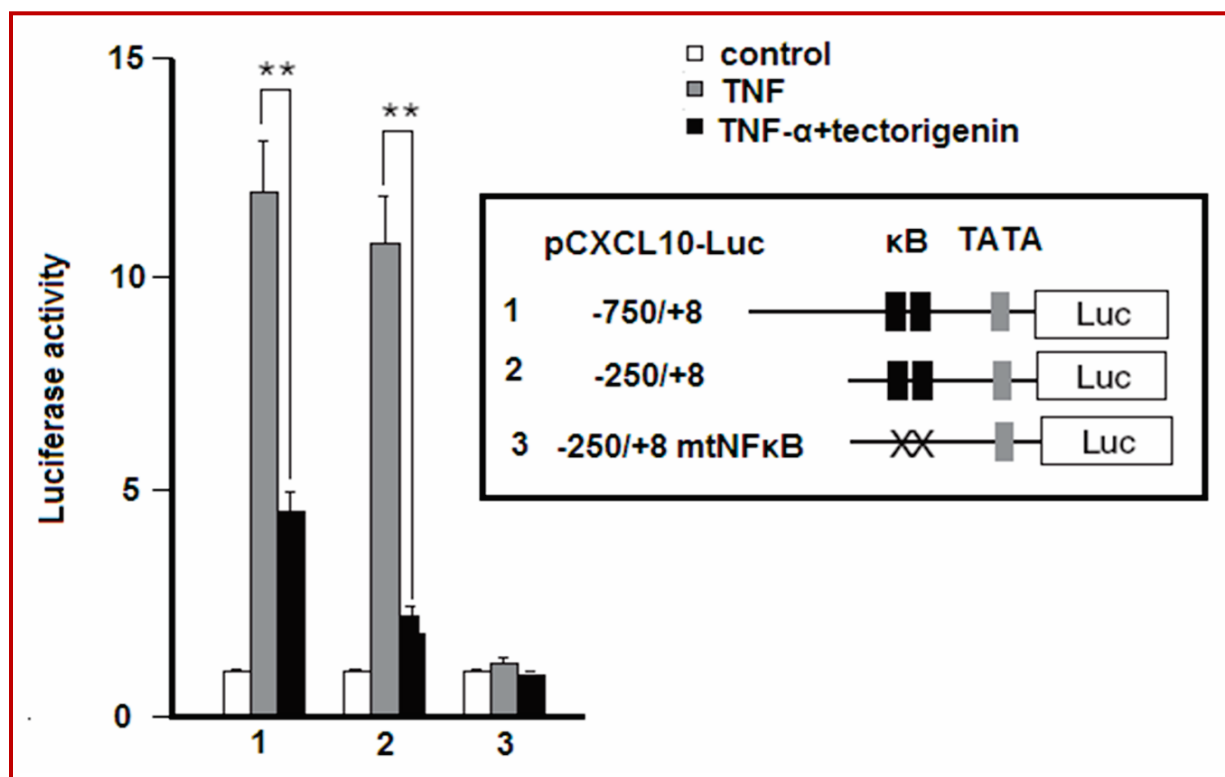 15
10
5
0
Luciferase activity
**
**
1
2
3
control
TNF
TNF-α+tectorigenin
pCXCL10-Luc κB TATA
1 -750/+8 Luc
2 -250/+8 Luc
3 -250/+8 mtNFκB XX Luc